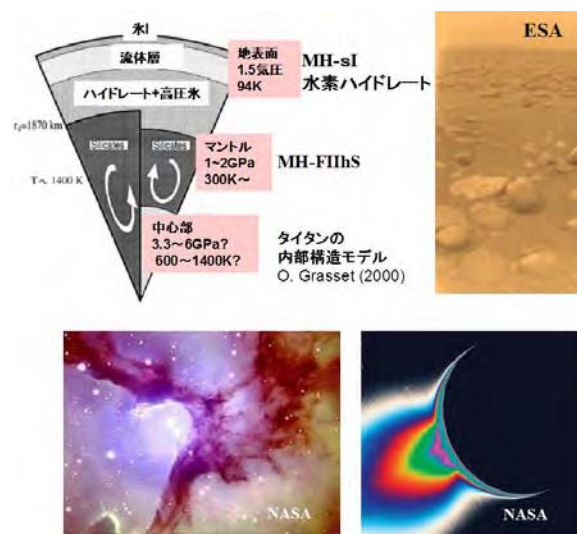 氷I
流体層
ハイドレート+高圧氷
地表面
1.5気圧
94K
MH-sI
水素ハイドレート
ESA
=1870 km
Silicates
Silicates
1400 K
マントル
1~2GPa
300K~
MH-FIIhS
中心部
3.3~6GPa?
600~1400K?
タイタンの
内部構造モデル
O. Grasset (2000)
NASA
NASA